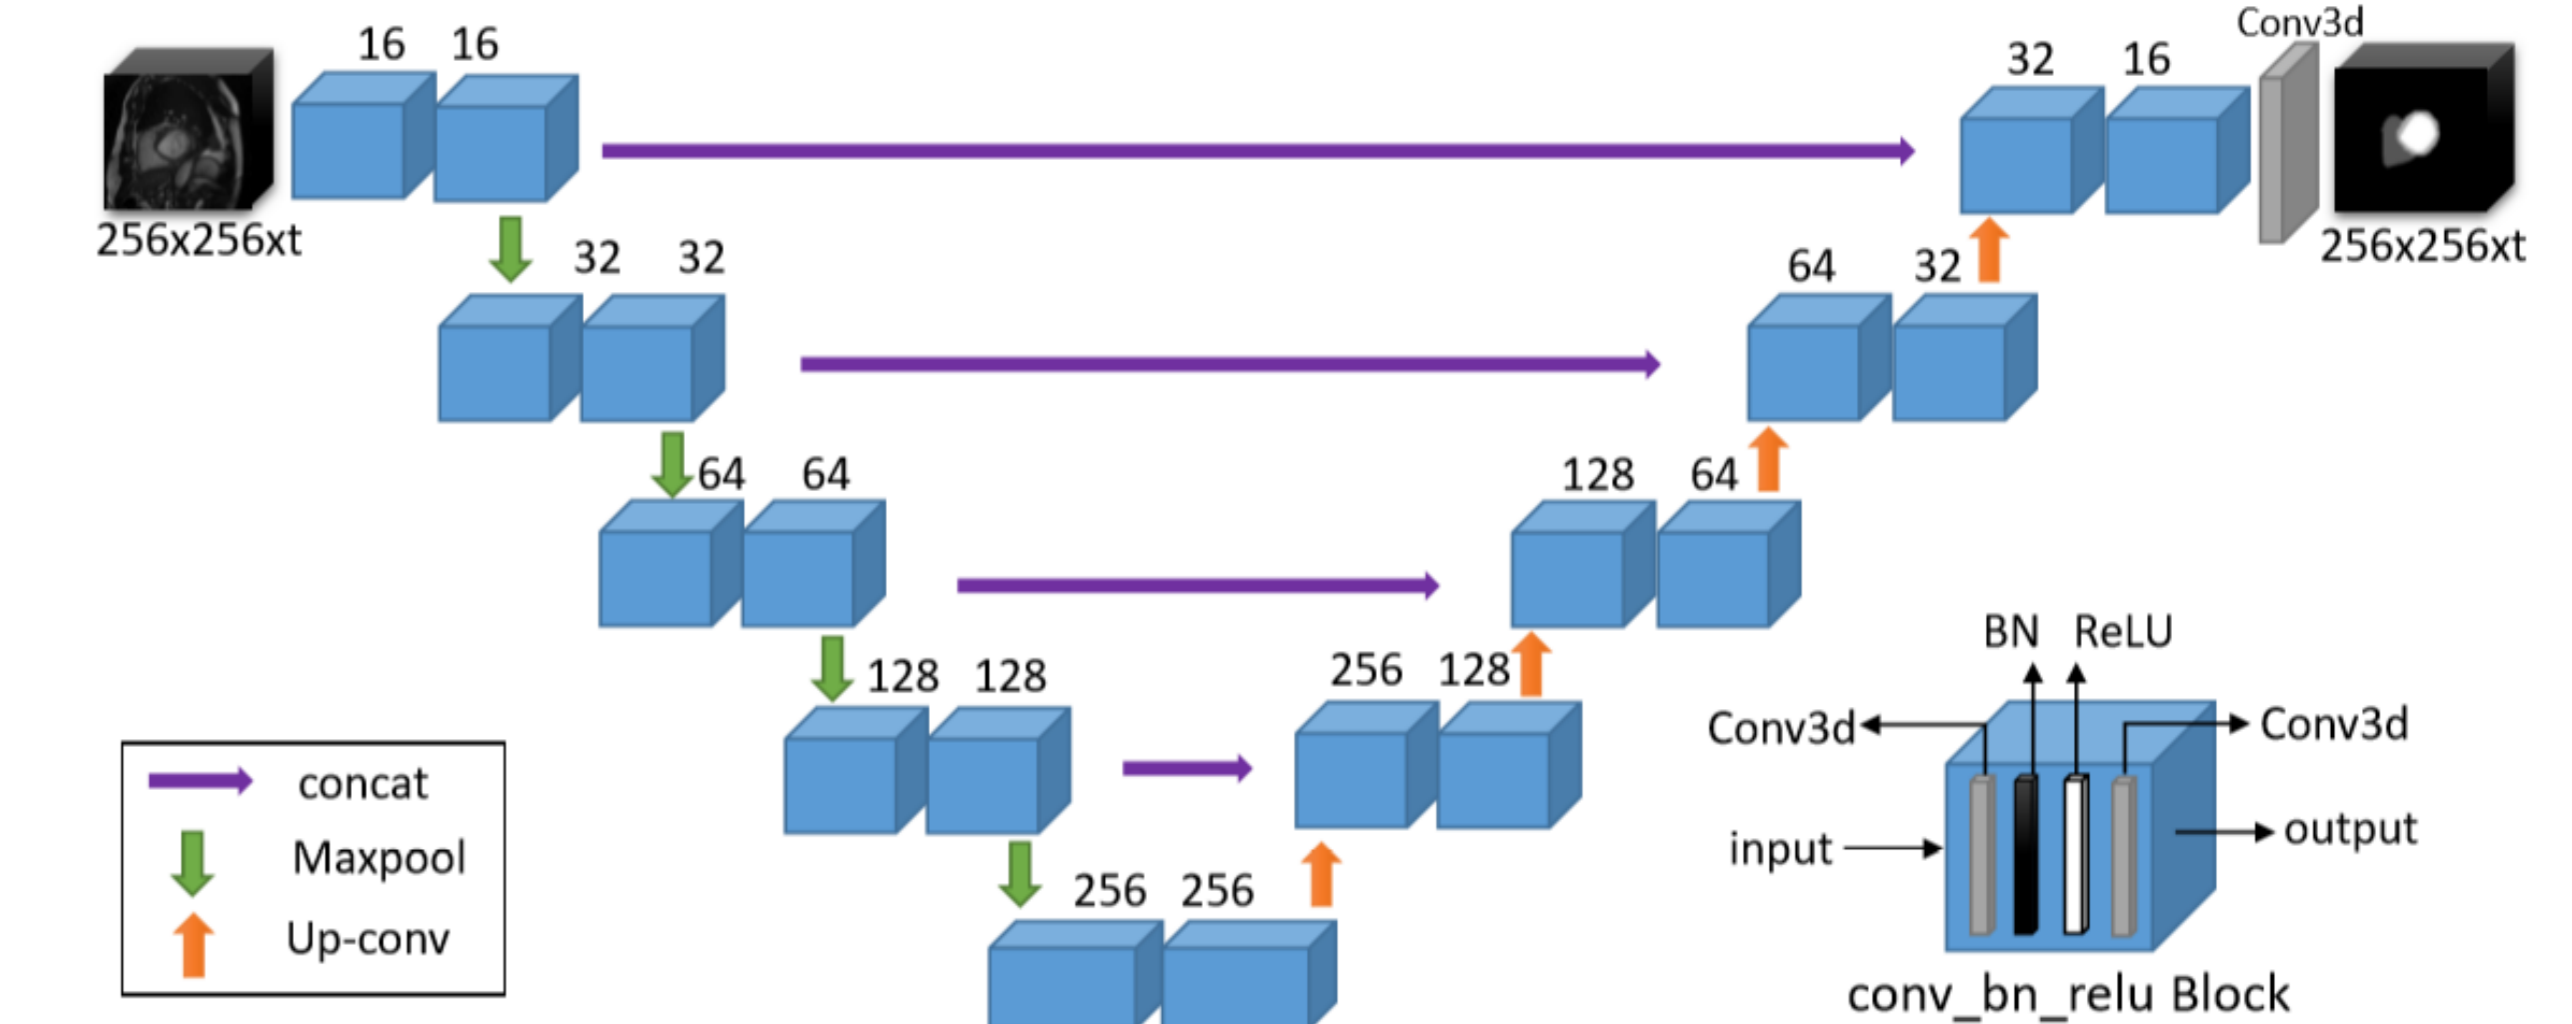 16 16
32 16
Conv3d
256x256xt
256x256xt
32 32
64 32
64 64
128 64
128 128
256 128
256 256
concat
Maxpool
Up-conv
BN ReLU
Conv3d
Conv3d
input
output
conv_bn_relu Block